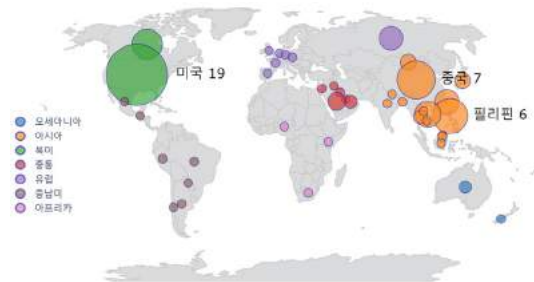 미국 19
중국 7
필리핀 6
오세아니아
아시아
북미
중동
유럽
중남미
아프리카